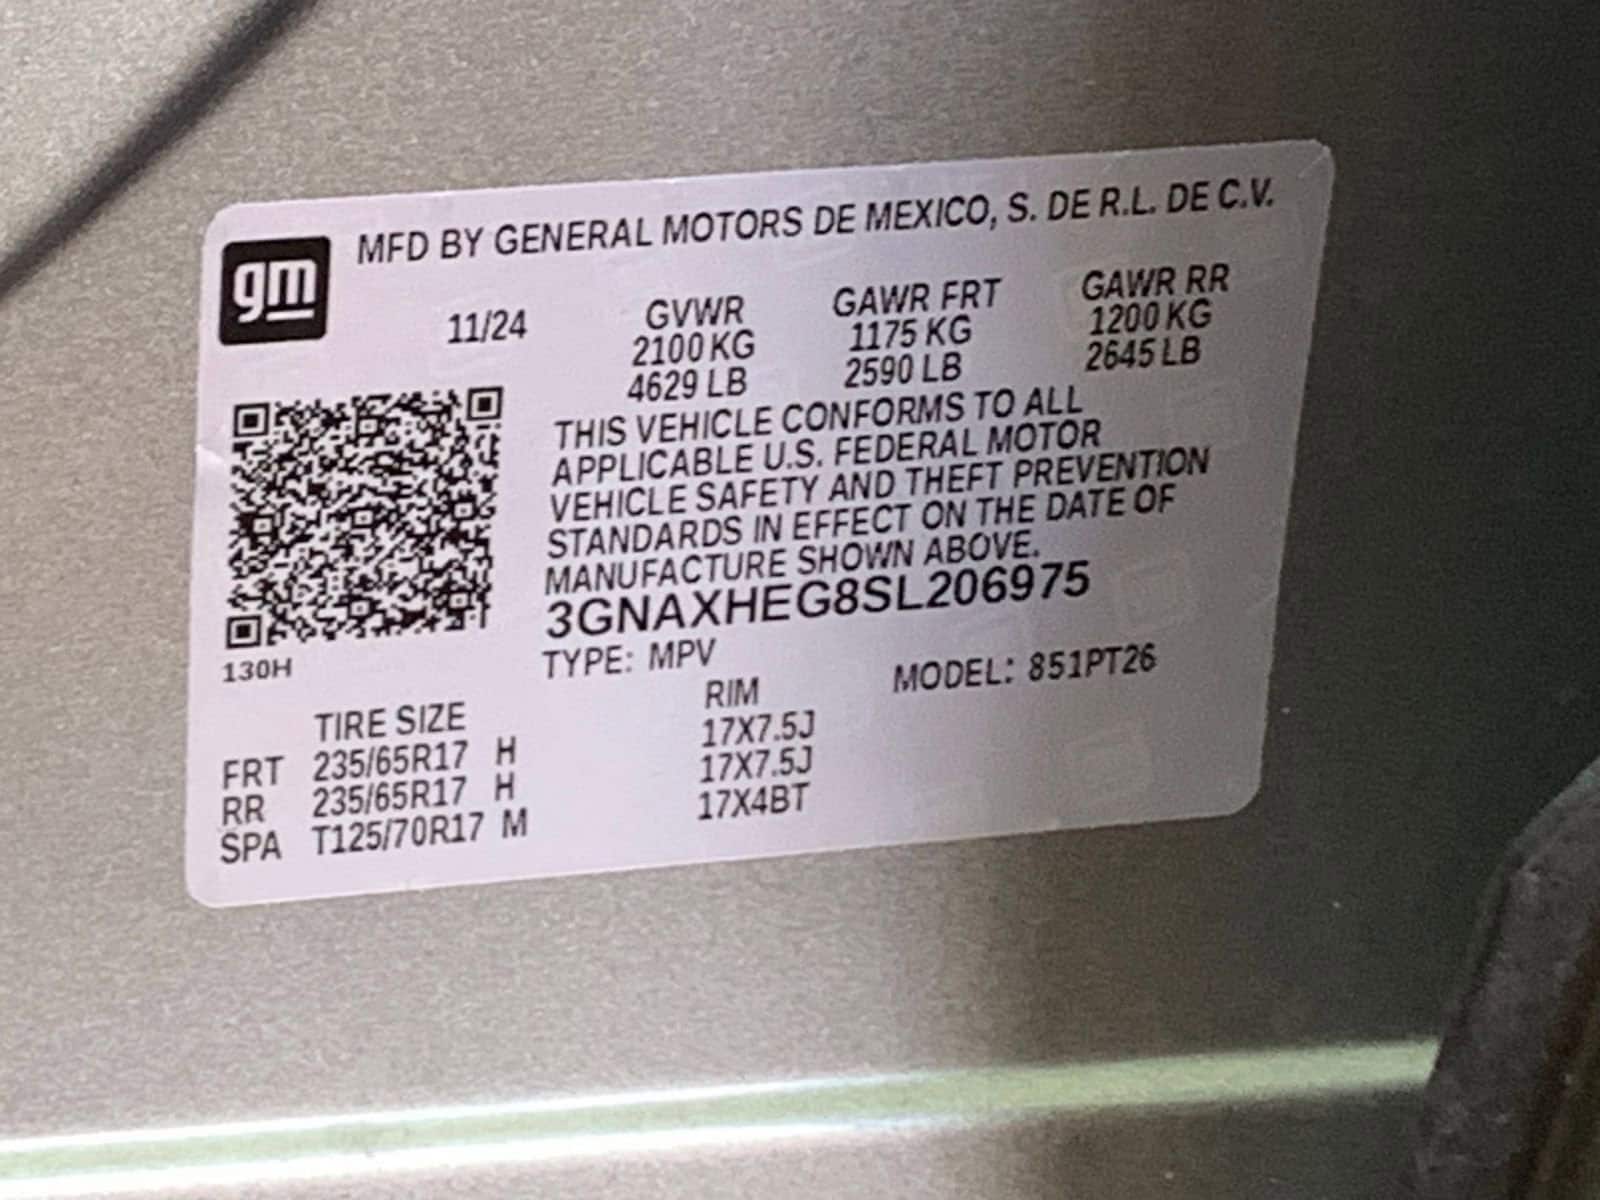 gm
MFD BY GENERAL MOTORS DE MEXICO, S. DE R.L. DE C.V.
11/24 GVWR GAWR FRT GAWR RR
2100 KG 1175 KG 1200 KG
4629 LB 2590 LB 2645 LB
THIS VEHICLE CONFORMS TO ALL
APPLICABLE U.S. FEDERAL MOTOR
VEHICLE SAFETY AND THEFT PREVENTION
STANDARDS IN EFFECT ON THE DATE OF
MANUFACTURE SHOWN ABOVE.
3GNAXHEG8SL206975
130H
TYPE: MPV MODEL: 851PT26
TIRE SIZE RIM
FRT 235/65R17 H 17X7.5J
RR 235/65R17 H 17X7.5J
SPA T125/70R17 M 17X4BT